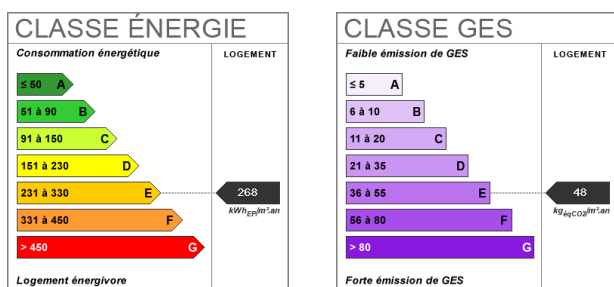 CLASSE ÉNERGIE
Consommation énergétique
LOGEMENT
≤ 50 A
51 à 90 B
91 à 150 C
151 à 230 D
231 à 330 E
268
kWhEP/m².an
331 à 450 F
> 450 G
Logement énergivore
CLASSE GES
Faible émission de GES
LOGEMENT
≤ 5 A
6 à 10 B
11 à 20 C
21 à 35 D
36 à 55 E
48
kgéqCO2/m².an
56 à 80 F
> 80 G
Forte émission de GES